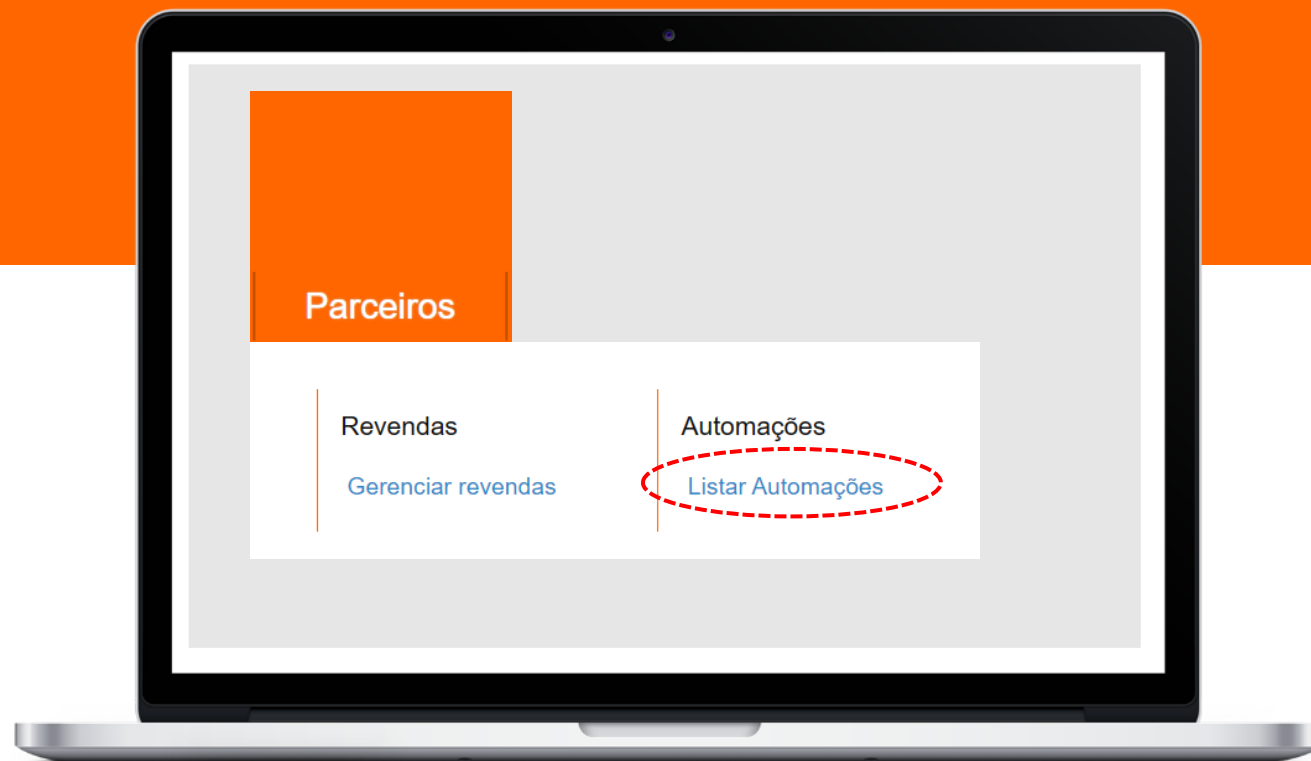 Parceiros
Revendas
Gerenciar revendas
Automações
Listar Automações